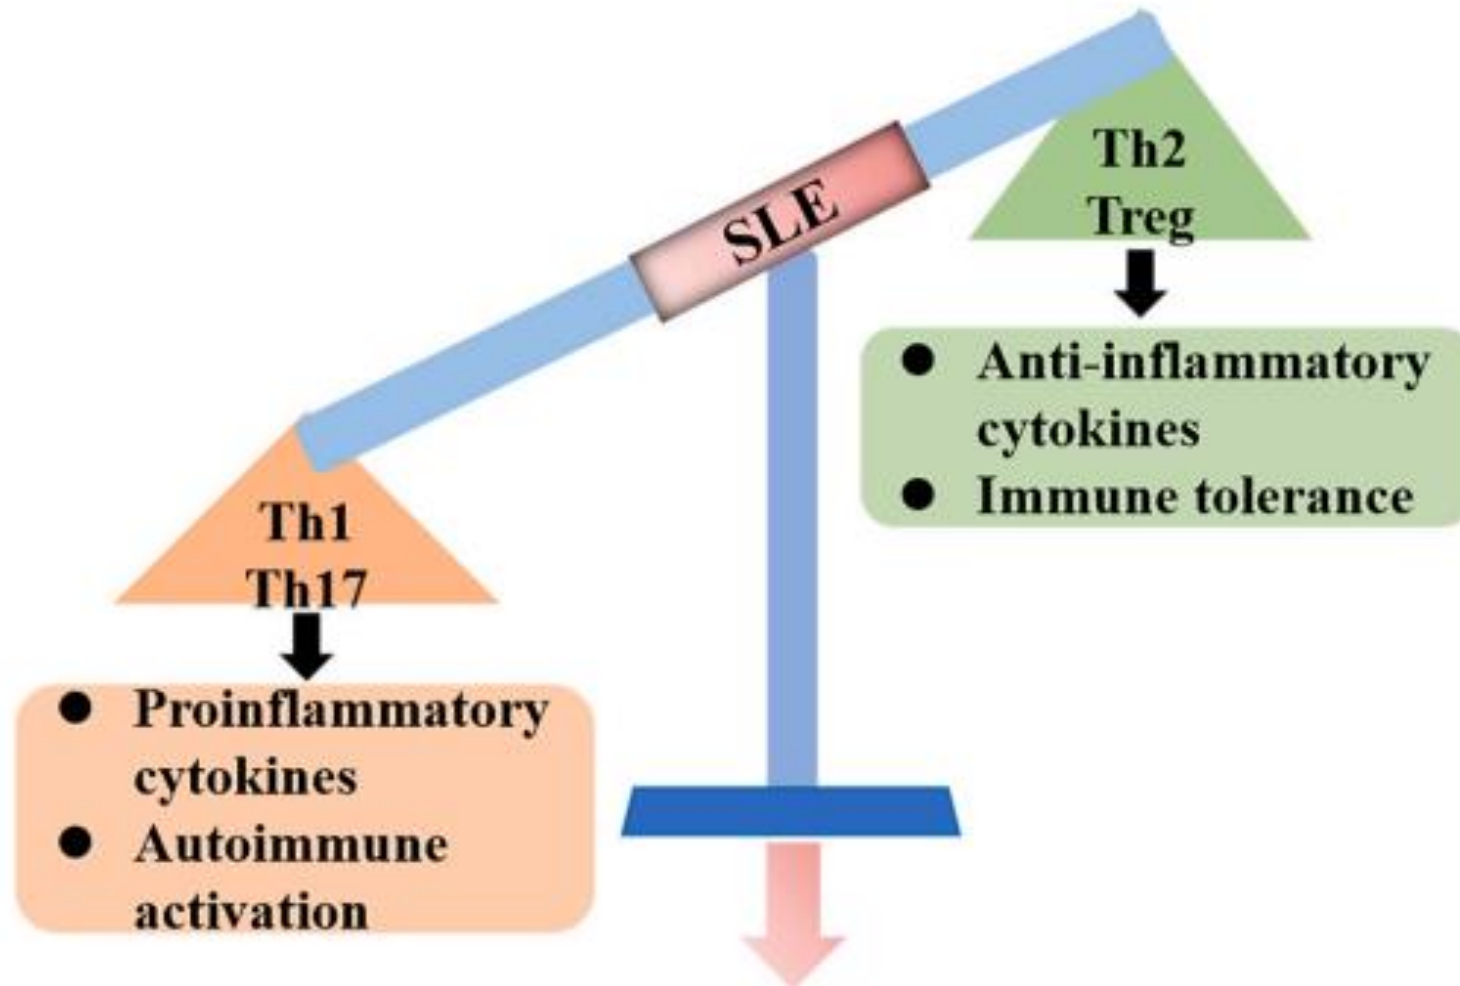 SLE
Th2
Treg
Anti-inflammatory
cytokines
Immune tolerance
Th1
Th17
Proinflammatory
cytokines
Autoimmune
activation